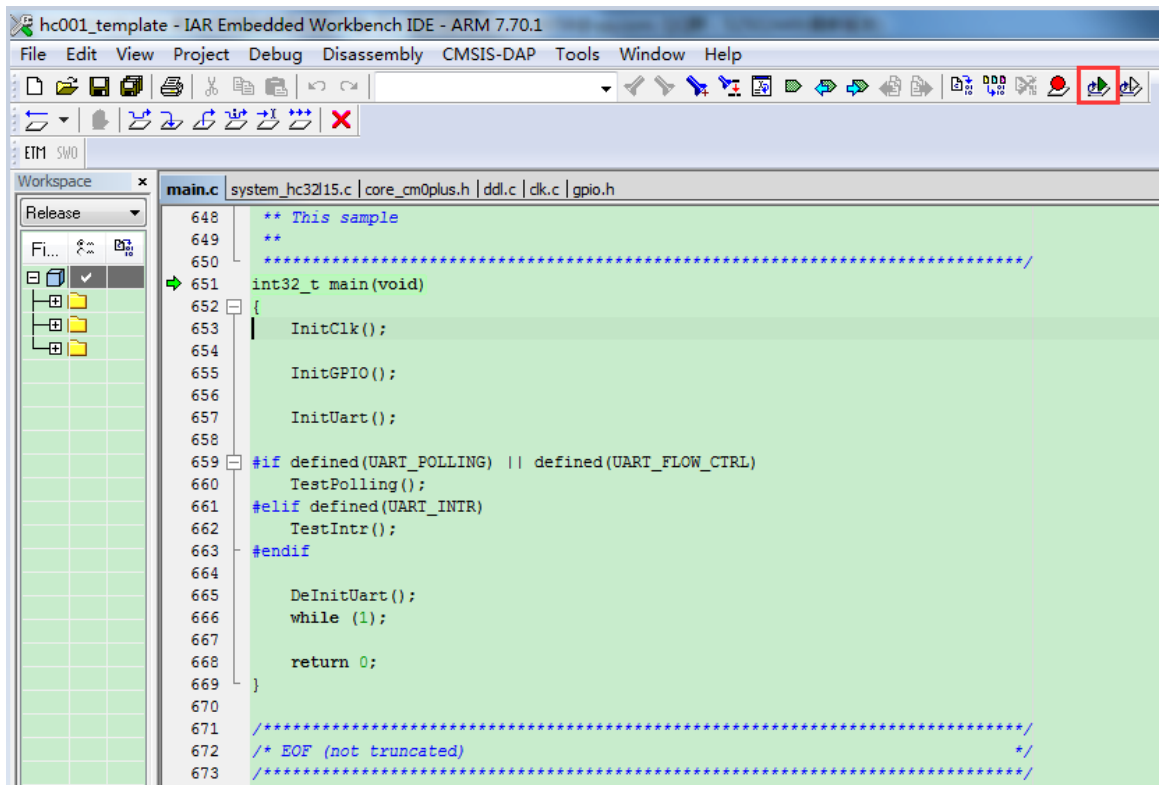 hc001_template - IAR Embedded Workbench IDE - ARM 7.70.1
File Edit View Project Debug Disassembly CMSIS-DAP Tools Window Help
ETM SWO
Workspace x
main.c system_hc32l15.c core_cm0plus.h ddl.c clk.c gpio.h
Release
Fi...
648 ** This sample
649 **
650 ******************************************************************************/
651 int32_t main(void)
652 {
653 InitClk();
654
655 InitGPIO();
656
657 InitUart();
658
659 #if defined(UART_POLLING) || defined(UART_FLOW_CTRL)
660 TestPolling();
661 #elif defined(UART_INTR)
662 TestIntr();
663 #endif
664
665 DeInitUart();
666 while (1);
667
668 return 0;
669 }
670
671 /******************************************************************************/
672 /* EOF (not truncated) */
673 /******************************************************************************/